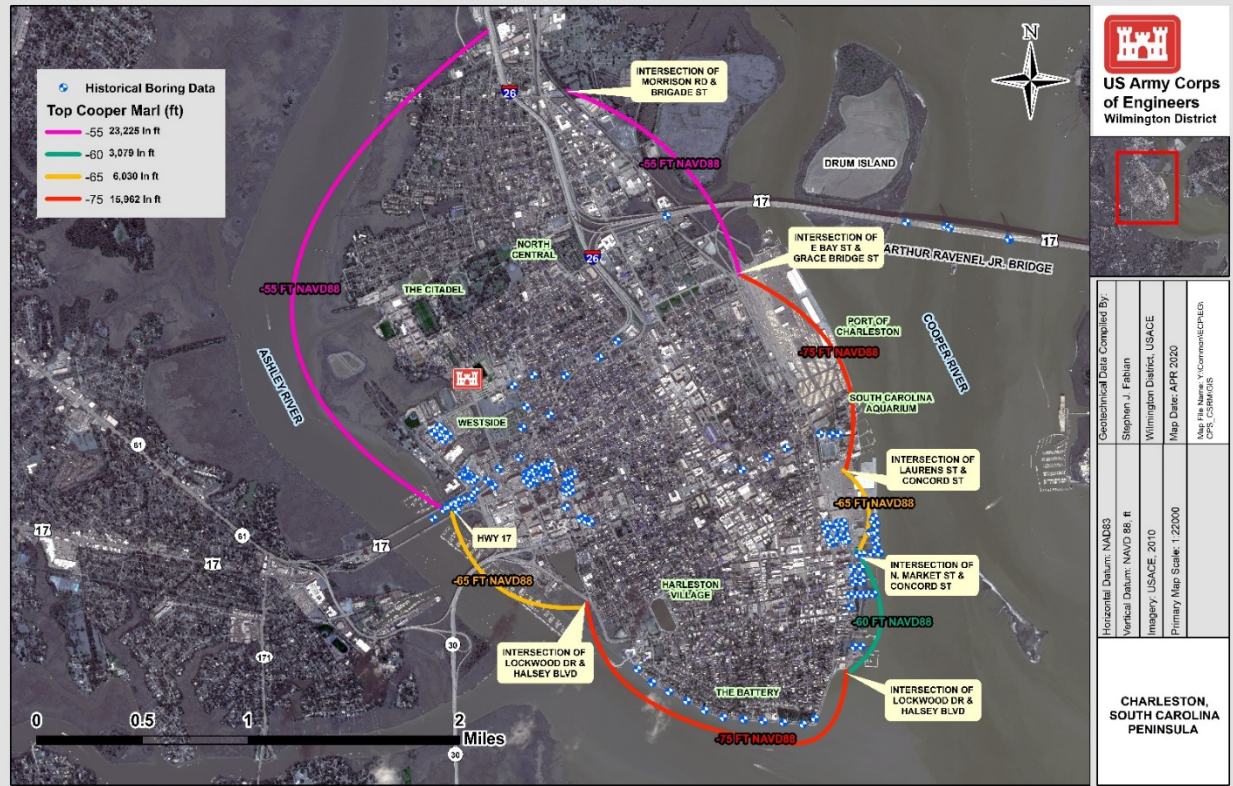 Historical Boring Data
Top Cooper Marl (ft)
-55 23,225 ln ft
-60 3,079 ln ft
-65 6,030 ln ft
-75 15,962 ln ft
26
INTERSECTION OF
MORRISON RD &
BRIGADE ST
N
-55 FT NAVD88
DRUM ISLAND
17
NORTH
CENTRAL
26
INTERSECTION OF
E BAY ST &
GRACE BRIDGE ST
ARTHUR RAVENEL JR. BRIDGE
17
-55 FT NAVD88
THE CITADEL
PORT OF
CHARLESTON
COOPER RIVER
-75 FT NAVD88
ASHLEY RIVER
SOUTH CAROLINA
AQUARIUM
WESTSIDE
61
INTERSECTION OF
LAURENS ST &
CONCORD ST
-65 FT NAVD88
17
61
17
17
HWY 17
INTERSECTION OF
N. MARKET ST &
CONCORD ST
-65 FT NAVD88
HARLESTON
VILLAGE
-60 FT NAVD88
30
171
INTERSECTION OF
LOCKWOOD DR &
HALSEY BLVD
THE BATTERY
INTERSECTION OF
LOCKWOOD DR &
HALSEY BLVD
-75 FT NAVD88
0 0.5 1 2
Miles
30
US Army Corps
of Engineers
Wilmington District
Horizontal Datum: NAD83
Vertical Datum: NAVD 88, ft
Imagery: USACE, 2010
Primary Map Scale: 1:22000
Geotechnical Data Compiled By:
Stephen J. Fabian
Wilmington District, USACE
Map Date: APR 2020
Map File Name:
CHARLESTON,
SOUTH CAROLINA
PENINSULA